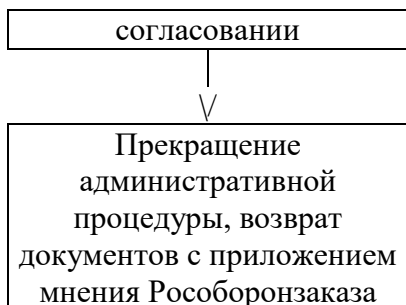 согласовании
Прекращение
административной
процедуры, возврат
документов с приложением
мнения Рособоронзаказа